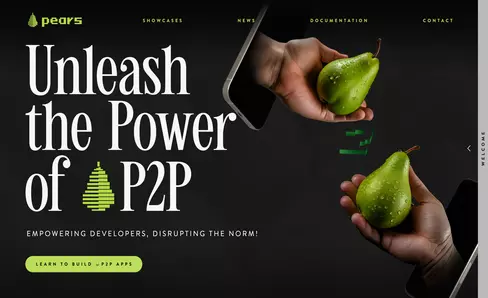 pears
SHOWCASES
NEWS
DOCUMENTATION
CONTACT
Unleash
the Power
of P2P
EMPOWERING DEVELOPERS, DISRUPTING THE NORM!
LEARN TO BUILD P2P APPS
WELCOME